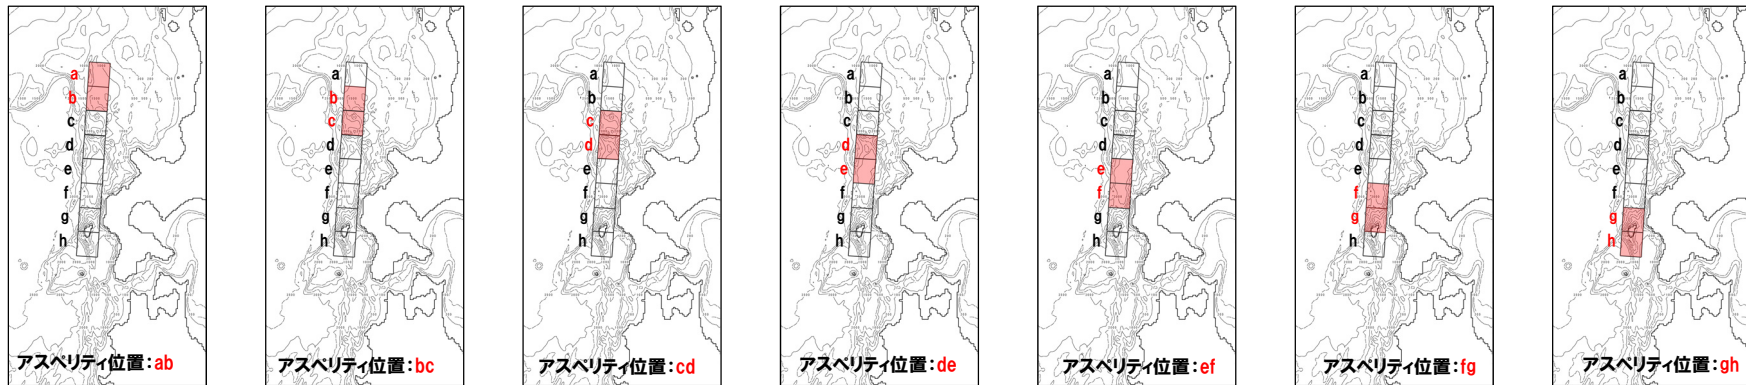 a
b
c
d
e
f
g
h
アスペリティ位置：ab
a
b
c
d
e
f
g
h
アスペリティ位置：bc
a
b
c
d
e
f
g
h
アスペリティ位置：cd
a
b
c
d
e
f
g
h
アスペリティ位置：de
a
b
c
d
e
f
g
h
アスペリティ位置：ef
a
b
c
d
e
f
g
h
アスペリティ位置：fg
a
b
c
d
e
f
g
h
アスペリティ位置：gh